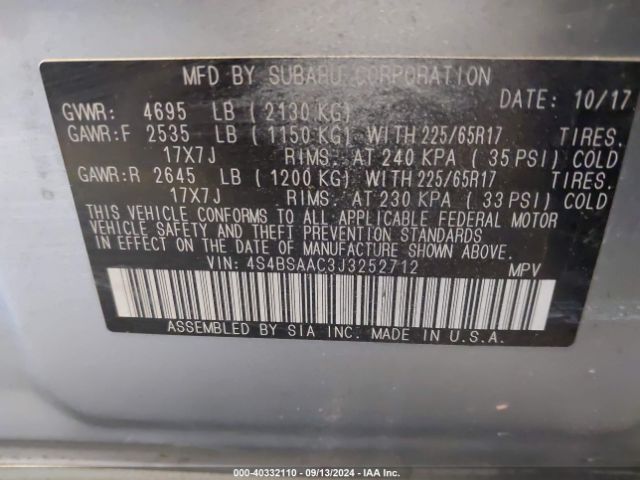 MFD BY SUBARU CORPORATION
DATE: 10/17
GVWR: 4695 LB ( 2130 KG)
GAWR:F 2535 LB ( 1150 KG) WITH 225/65R17 TIRES.
17X7J RIMS. AT 240 KPA ( 35 PSI) COLD
GAWR:R 2645 LB ( 1200 KG) WITH 225/65R17 TIRES.
17X7J RIMS. AT 230 KPA ( 33 PSI) COLD
THIS VEHICLE CONFORMS TO ALL APPLICABLE FEDERAL MOTOR
VEHICLE SAFETY AND THEFT PREVENTION STANDARDS
IN EFFECT ON THE DATE OF MANUFACTURE SHOWN ABOVE.
VIN: 4S4BSAAC3J3252712 MPV
ASSEMBLED BY SIA INC. MADE IN U.S.A.
000-40332110 - 09/13/2024 - IAA Inc.